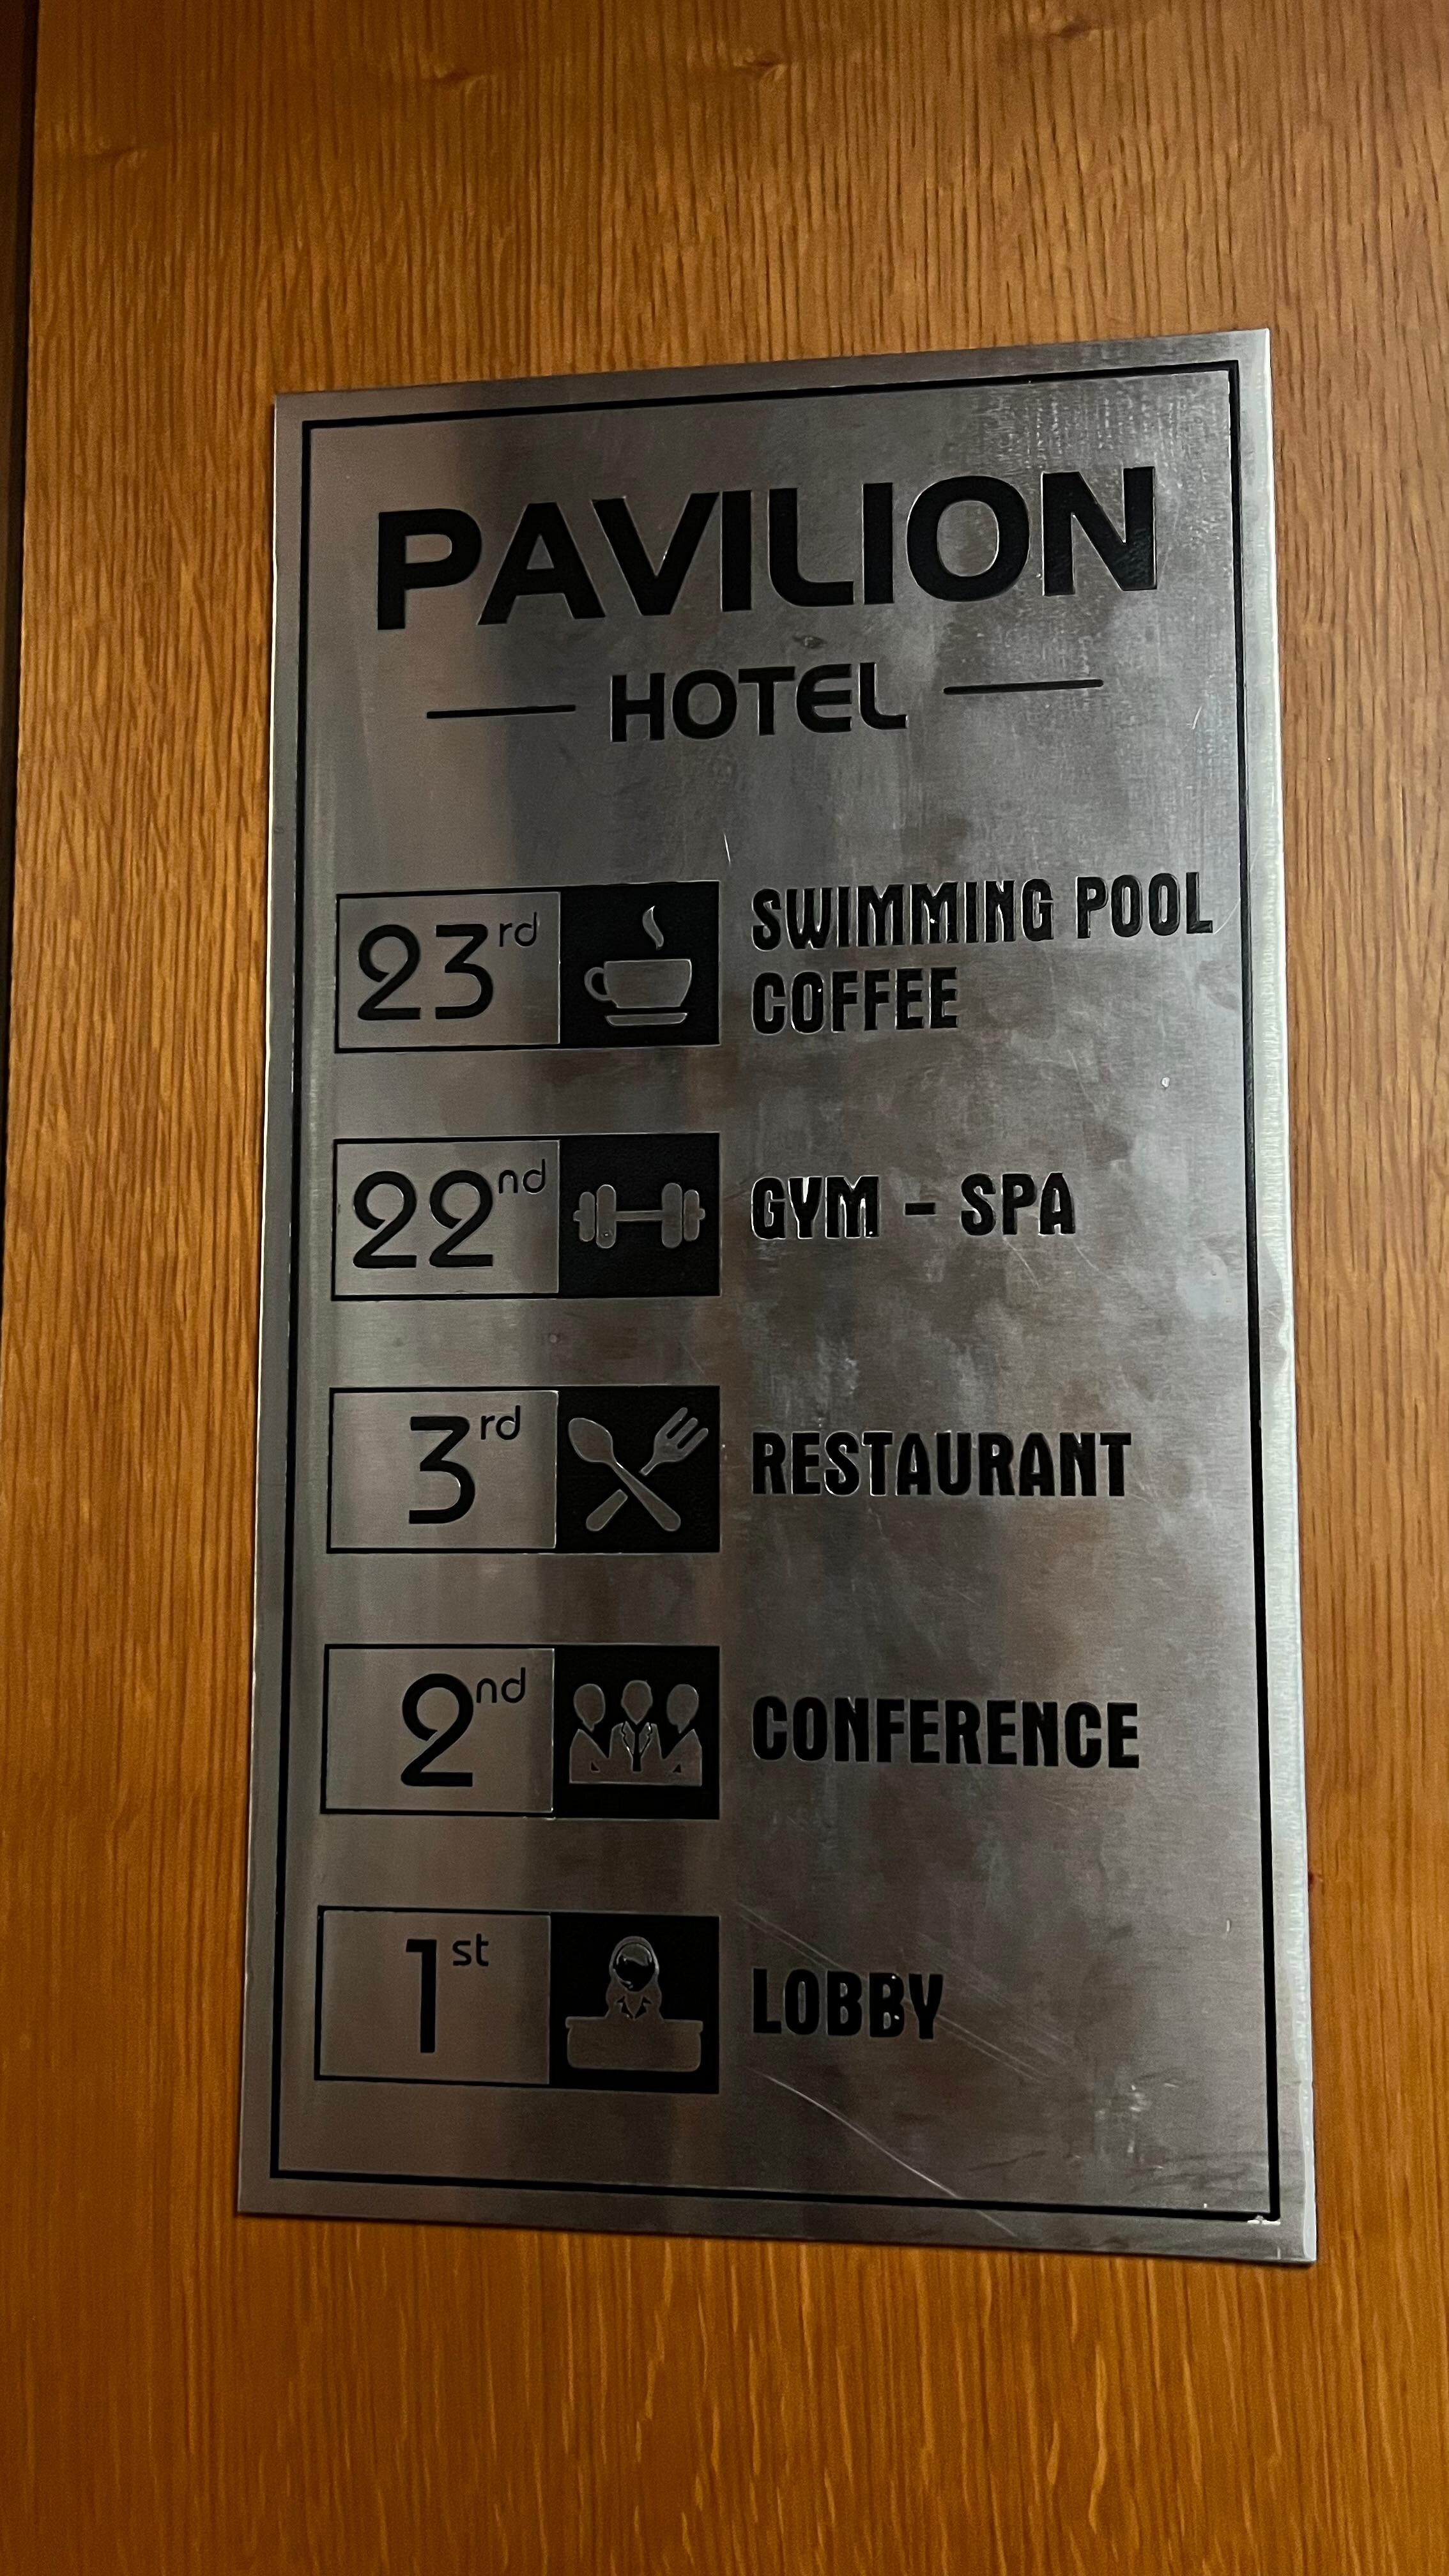 PAVILION
HOTEL
23rd SWIMMING POOL
COFFEE
22nd GYM - SPA
3rd RESTAURANT
2nd CONFERENCE
1st LOBBY